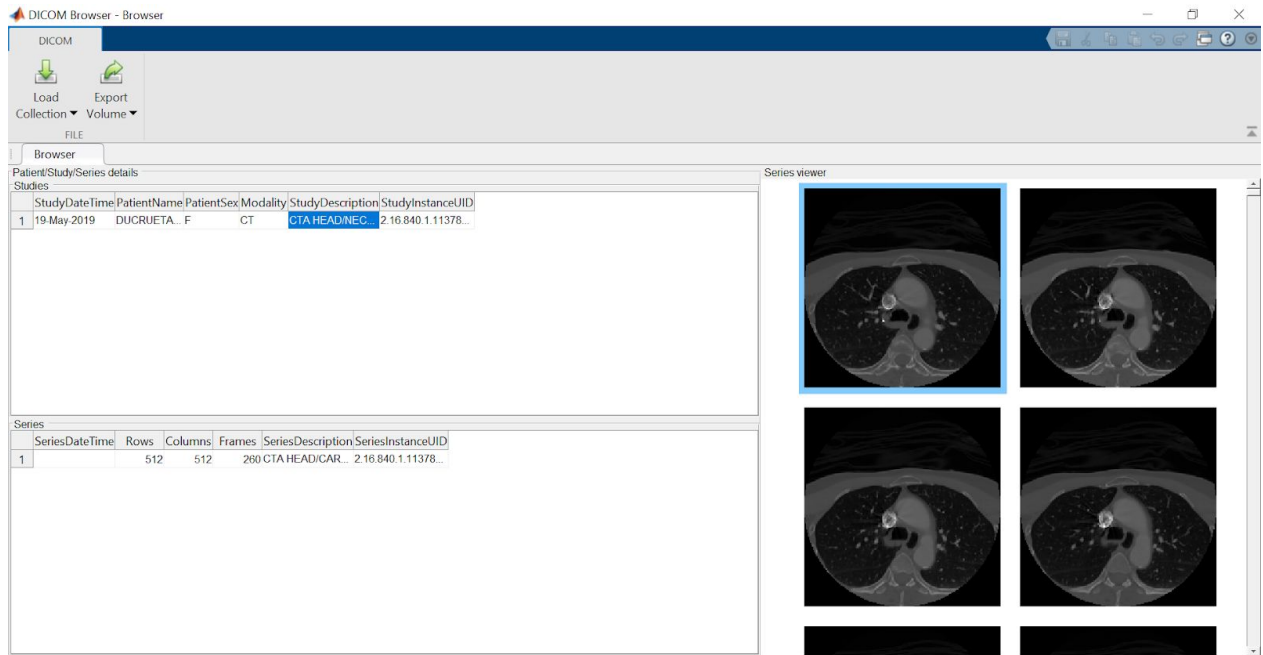 DICOM Browser - Browser
DICOM
Load Collection
Export Volume
FILE
Browser
Patient/Study/Series details
Studies
StudyDateTime PatientName PatientSex Modality StudyDescription StudyInstanceUID
1 19-May-2019 DUCRUETA... F CT CTA HEAD/NEC... 2.16.840.1.11378...
Series
SeriesDateTime Rows Columns Frames SeriesDescription SeriesInstanceUID
1 512 512 260 CTA HEAD/CAR... 2.16.840.1.11378...
Series viewer